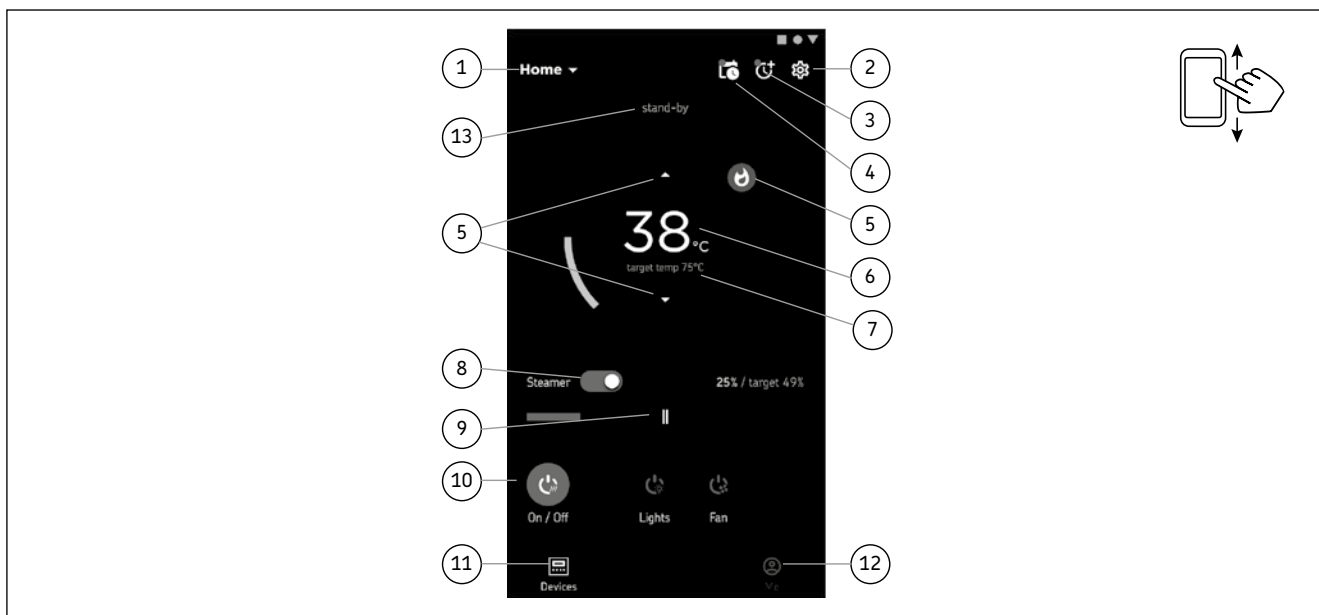 1
Home
2
stand-by
3
13
4
5
5
38 °C
6
target temp 75°C
7
8
Steamer
25% / target 49%
9
10
On / Off
Lights
Fan
11
12
Devices
Me